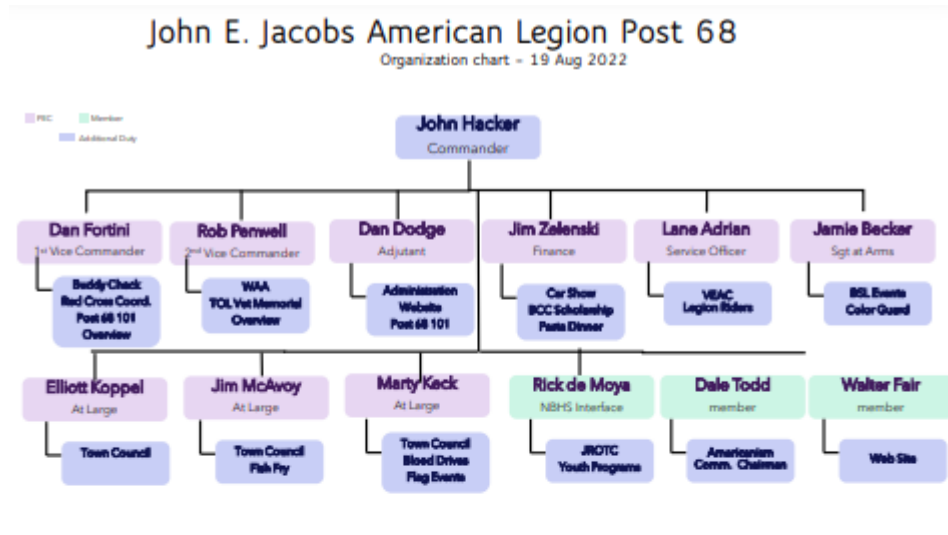 John E. Jacobs American Legion Post 68
Organization chart - 19 Aug 2022
PEC
Member
Additional Duty
John Hacker
Commander
Dan Fortini
1st Vice Commander
Buddy Check
Red Cross Coord.
Post 68 101
Overview
Rob Penwell
2nd Vice Commander
WAA
TOL Vet Memorial
Overview
Dan Dodge
Adjutant
Administration
Website
Post 68 101
Jim Zelenski
Finance
Car Show
BCC Scholarship
Pasta Dinner
Lane Adrian
Service Officer
VEAC
Legion Riders
Jamie Becker
Sgt at Arms
BSL Events
Color Guard
Elliott Koppel
At Large
Town Council
Jim McAvoy
At Large
Town Council
Fish Fry
Marty Keck
At Large
Town Council
Blood Drives
Flag Events
Rick de Moya
NBHS Interface
JROTC
Youth Programs
Dale Todd
member
Americanism
Comm. Chairman
Walter Fair
member
Web Site